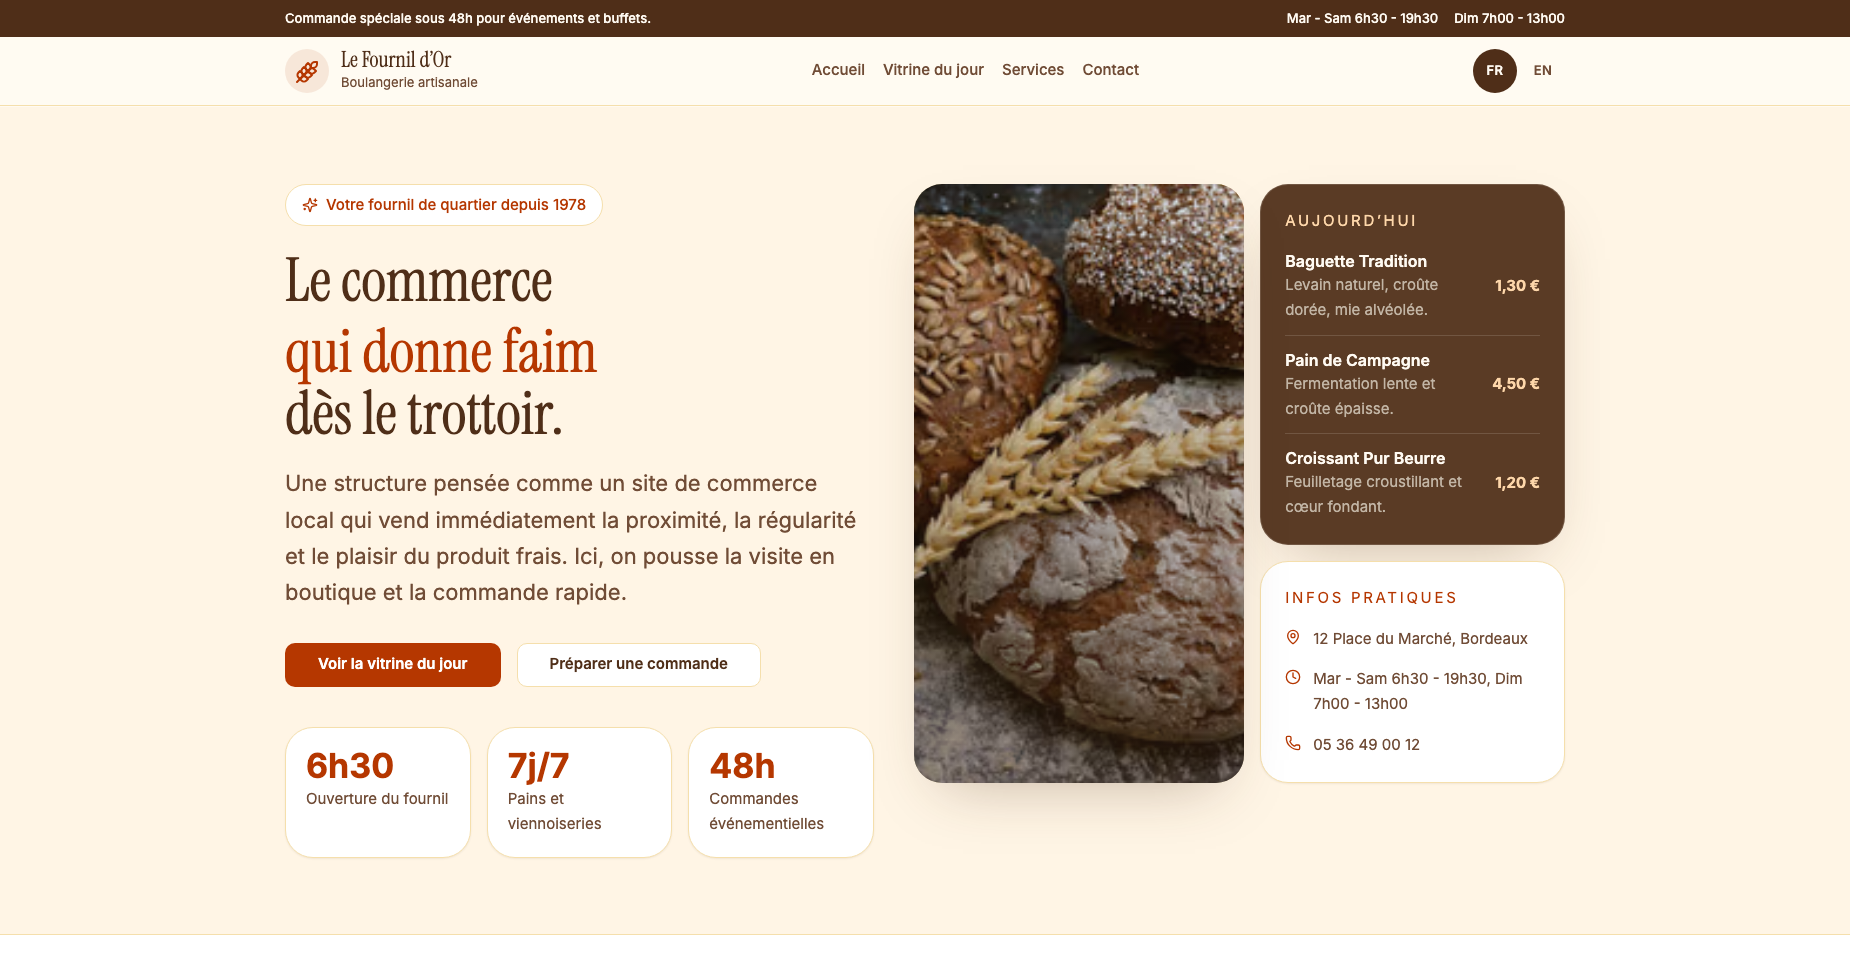 Commande spéciale sous 48h pour événements et buffets.
Mar - Sam 6h30 - 19h30 Dim 7h00 - 13h00
Le Fournil d’Or
Boulangerie artisanale
Accueil Vitrine du jour Services Contact
FR EN
Votre fournil de quartier depuis 1978
Le commerce
qui donne faim
dès le trottoir.
Une structure pensée comme un site de commerce
local qui vend immédiatement la proximité, la régularité
et le plaisir du produit frais. Ici, on pousse la visite en
boutique et la commande rapide.
Voir la vitrine du jour
Préparer une commande
6h30
Ouverture du fournil
7j/7
Pains et
viennoiseries
48h
Commandes
événementielles
AUJOURD’HUI
Baguette Tradition
Levain naturel, croûte
dorée, mie alvéolée.
1,30 €
Pain de Campagne
Fermentation lente et
croûte épaisse.
4,50 €
Croissant Pur Beurre
Feuilletage croustillant et
cœur fondant.
1,20 €
INFOS PRATIQUES
12 Place du Marché, Bordeaux
Mar - Sam 6h30 - 19h30, Dim
7h00 - 13h00
05 36 49 00 12